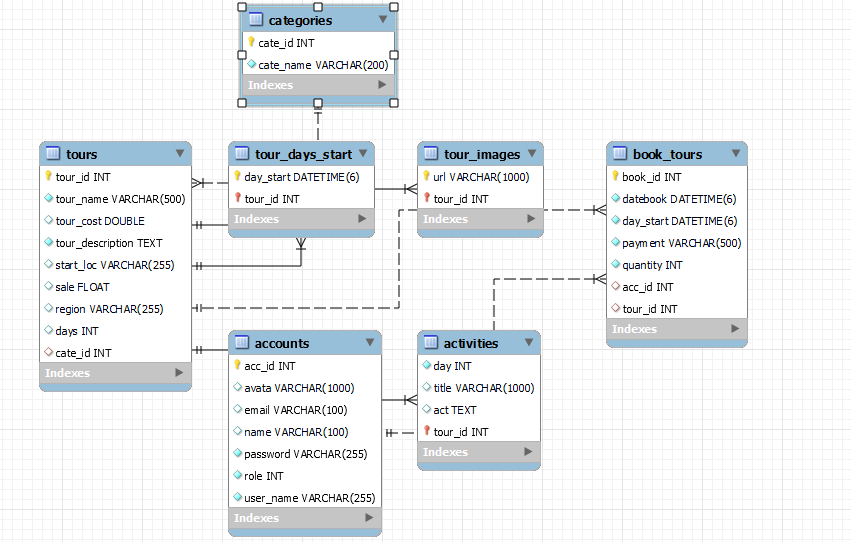 categories
cate_id INT
cate_name VARCHAR(200)
Indexes
tours
tour_id INT
tour_name VARCHAR(500)
tour_cost DOUBLE
tour_description TEXT
start_loc VARCHAR(255)
sale FLOAT
region VARCHAR(255)
days INT
cate_id INT
Indexes
tour_days_start
day_start DATETIME(6)
tour_id INT
Indexes
tour_images
url VARCHAR(1000)
tour_id INT
Indexes
book_tours
book_id INT
datebook DATETIME(6)
day_start DATETIME(6)
payment VARCHAR(500)
quantity INT
acc_id INT
tour_id INT
Indexes
accounts
acc_id INT
avata VARCHAR(1000)
email VARCHAR(100)
name VARCHAR(100)
password VARCHAR(255)
role INT
user_name VARCHAR(255)
Indexes
activities
day INT
title VARCHAR(1000)
act TEXT
tour_id INT
Indexes